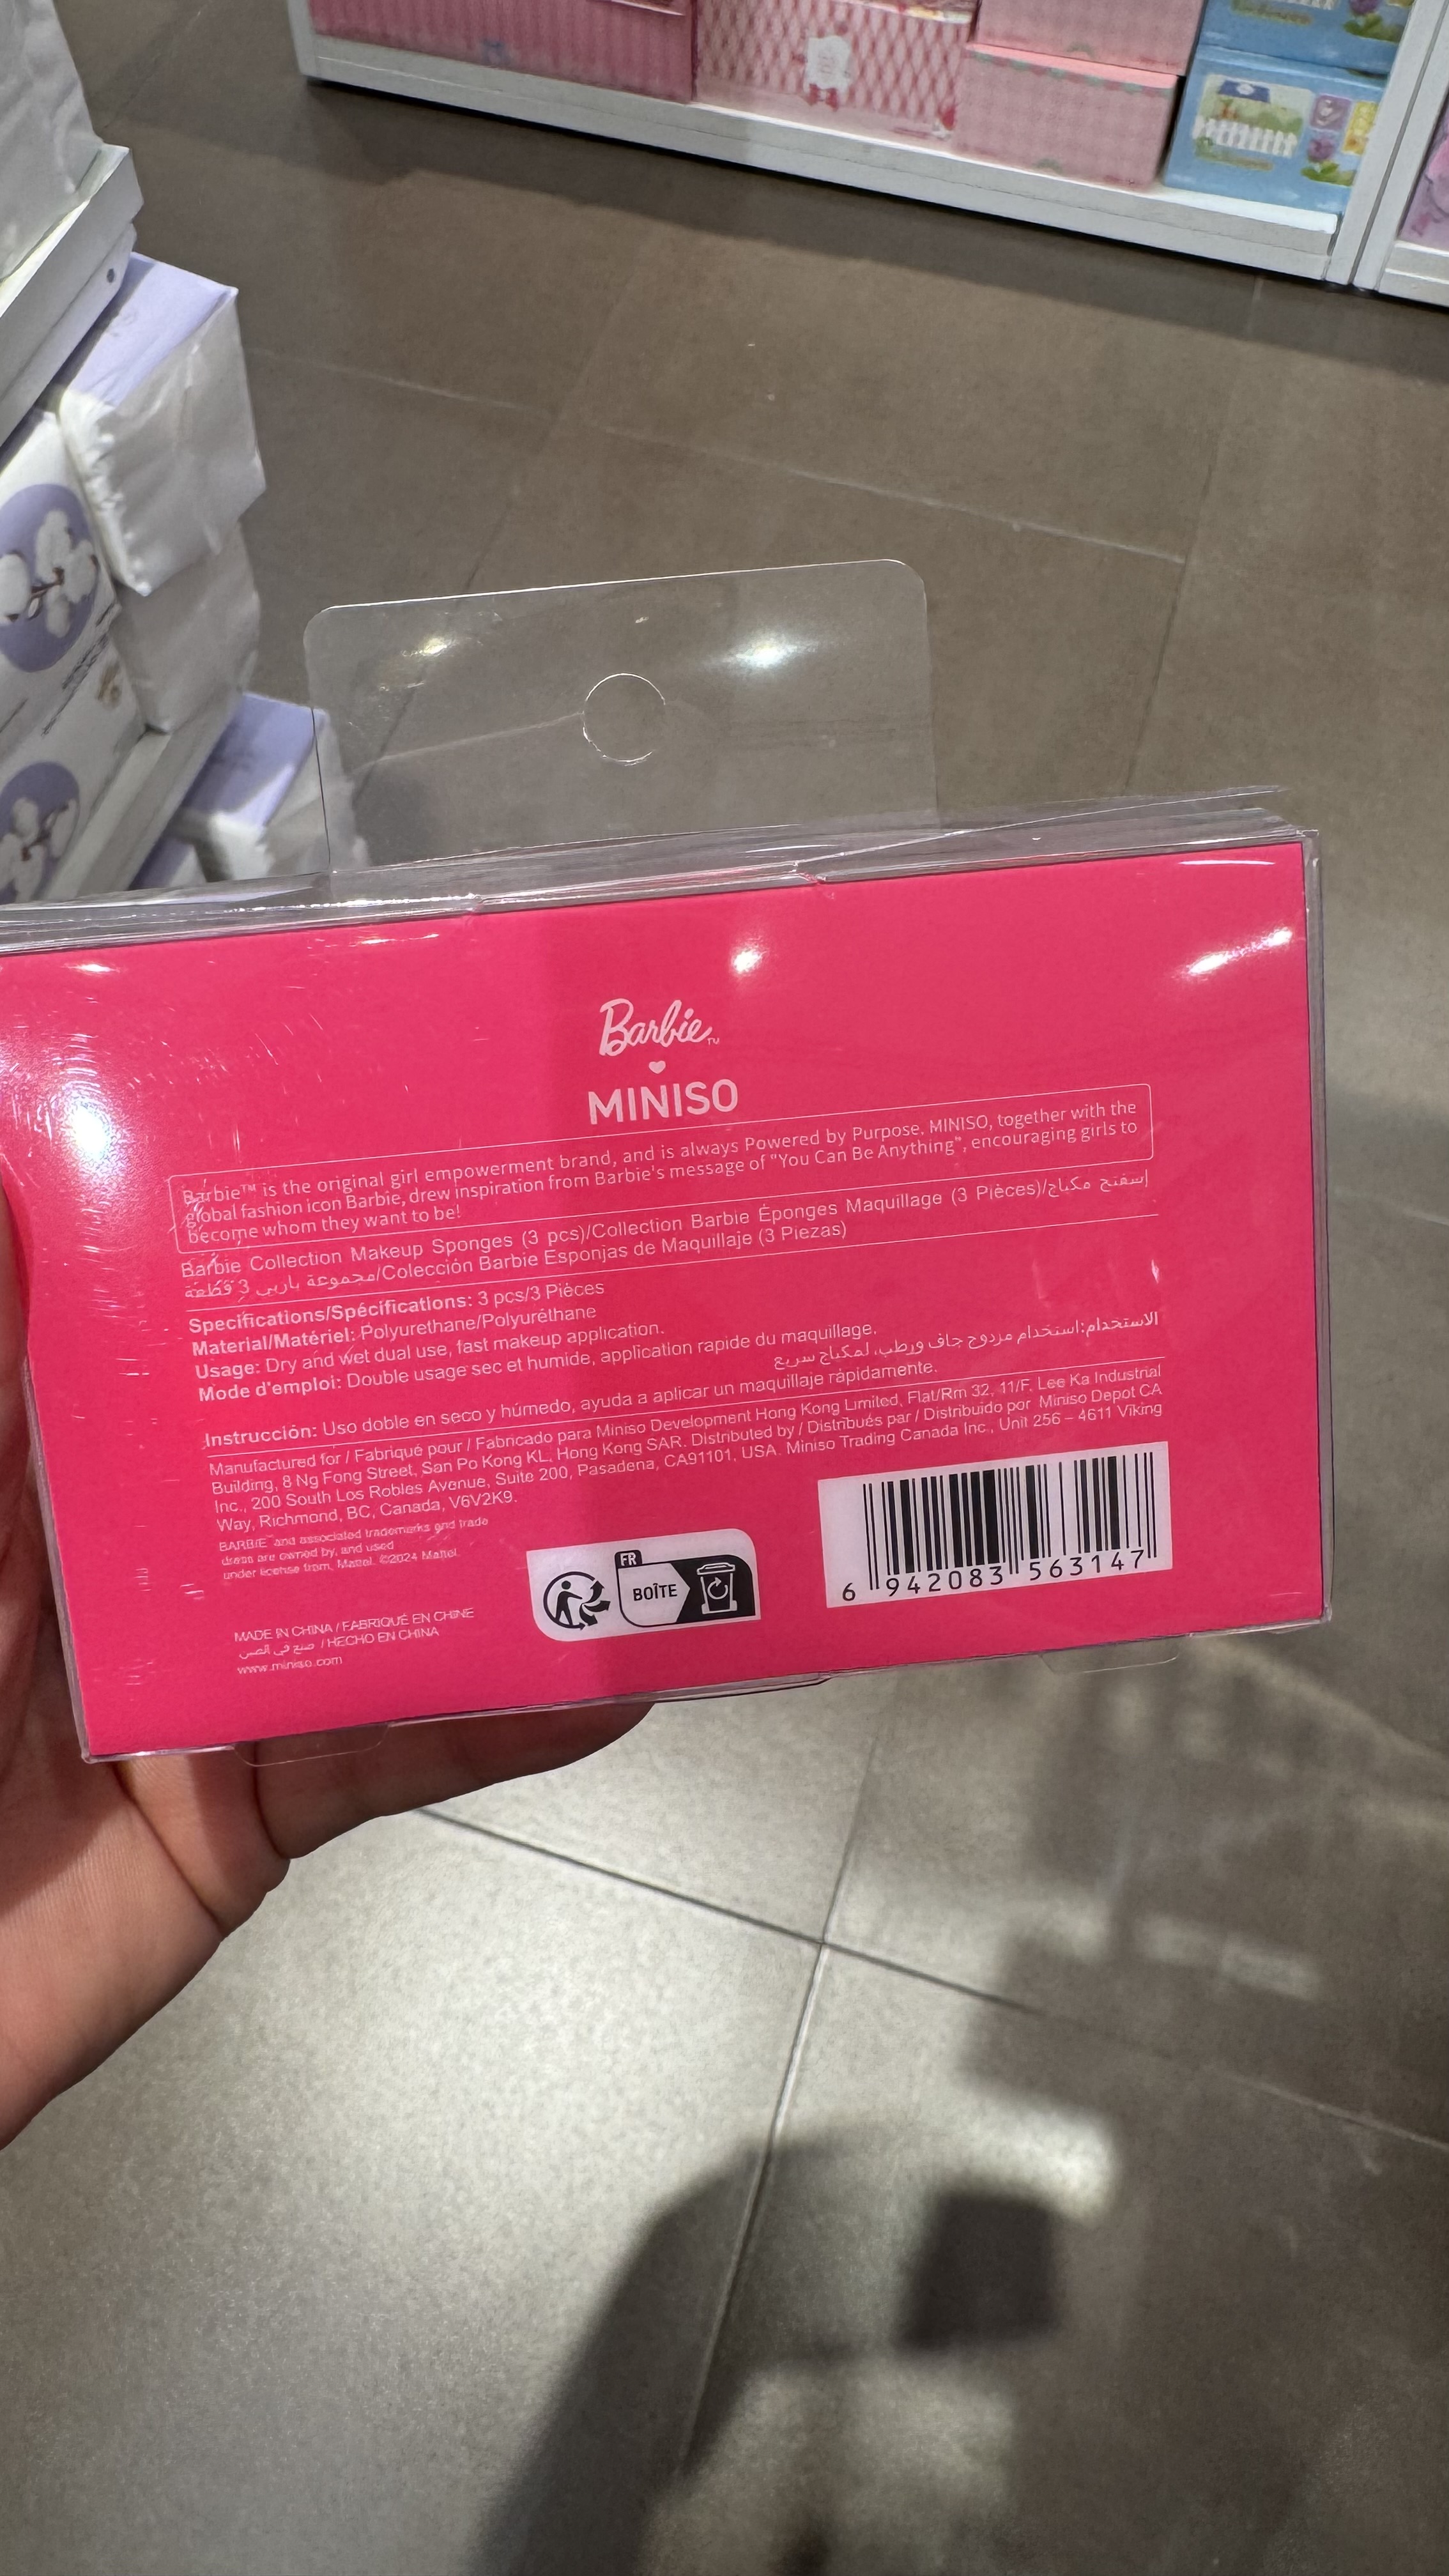 Barbie™
MINISO
Barbie™ is the original girl empowerment brand, and is always Powered by Purpose. MINISO, together with the
global fashion icon Barbie, drew inspiration from Barbie's message of "You Can Be Anything", encouraging girls to
become whom they want to be!
Barbie Collection Makeup Sponges (3 pcs)/Collection Barbie Éponges Maquillage (3 Pièces)/إسفنج مكياج
مجموعة باربي 3 قطعة/Colección Barbie Esponjas de Maquillaje (3 Piezas)
Specifications/Spécifications: 3 pcs/3 Pièces
Material/Matériel: Polyurethane/Polyuréthane
Usage: Dry and wet dual use, fast makeup application.
Mode d'emploi: Double usage sec et humide, application rapide du maquillage.
الاستخدام:استخدام مزدوج جاف ورطب، لمكياج سريع
Instrucción: Uso doble en seco y húmedo, ayuda a aplicar un maquillaje rápidamente.
Manufactured for / Fabriqué pour / Fabricado para Miniso Development Hong Kong Limited, Flat/Rm 32, 11/F, Lee Ka Industrial
Building, 8 Ng Fong Street, San Po Kong KL, Hong Kong SAR. Distributed by / Distribués par / Distribuido por Miniso Depot CA
Inc., 200 South Los Robles Avenue, Suite 200, Pasadena, CA91101, USA. Miniso Trading Canada Inc., Unit 256 – 4611 Viking
Way, Richmond, BC, Canada, V6V2K9.
BARBIE™ and associated trademarks and trade
dress are owned by, and used
under license from, Mattel. ©2024 Mattel.
FR
BOÎTE
6 942083 563147
MADE IN CHINA / FABRIQUÉ EN CHINE
صنع في الصين / HECHO EN CHINA
www.miniso.com